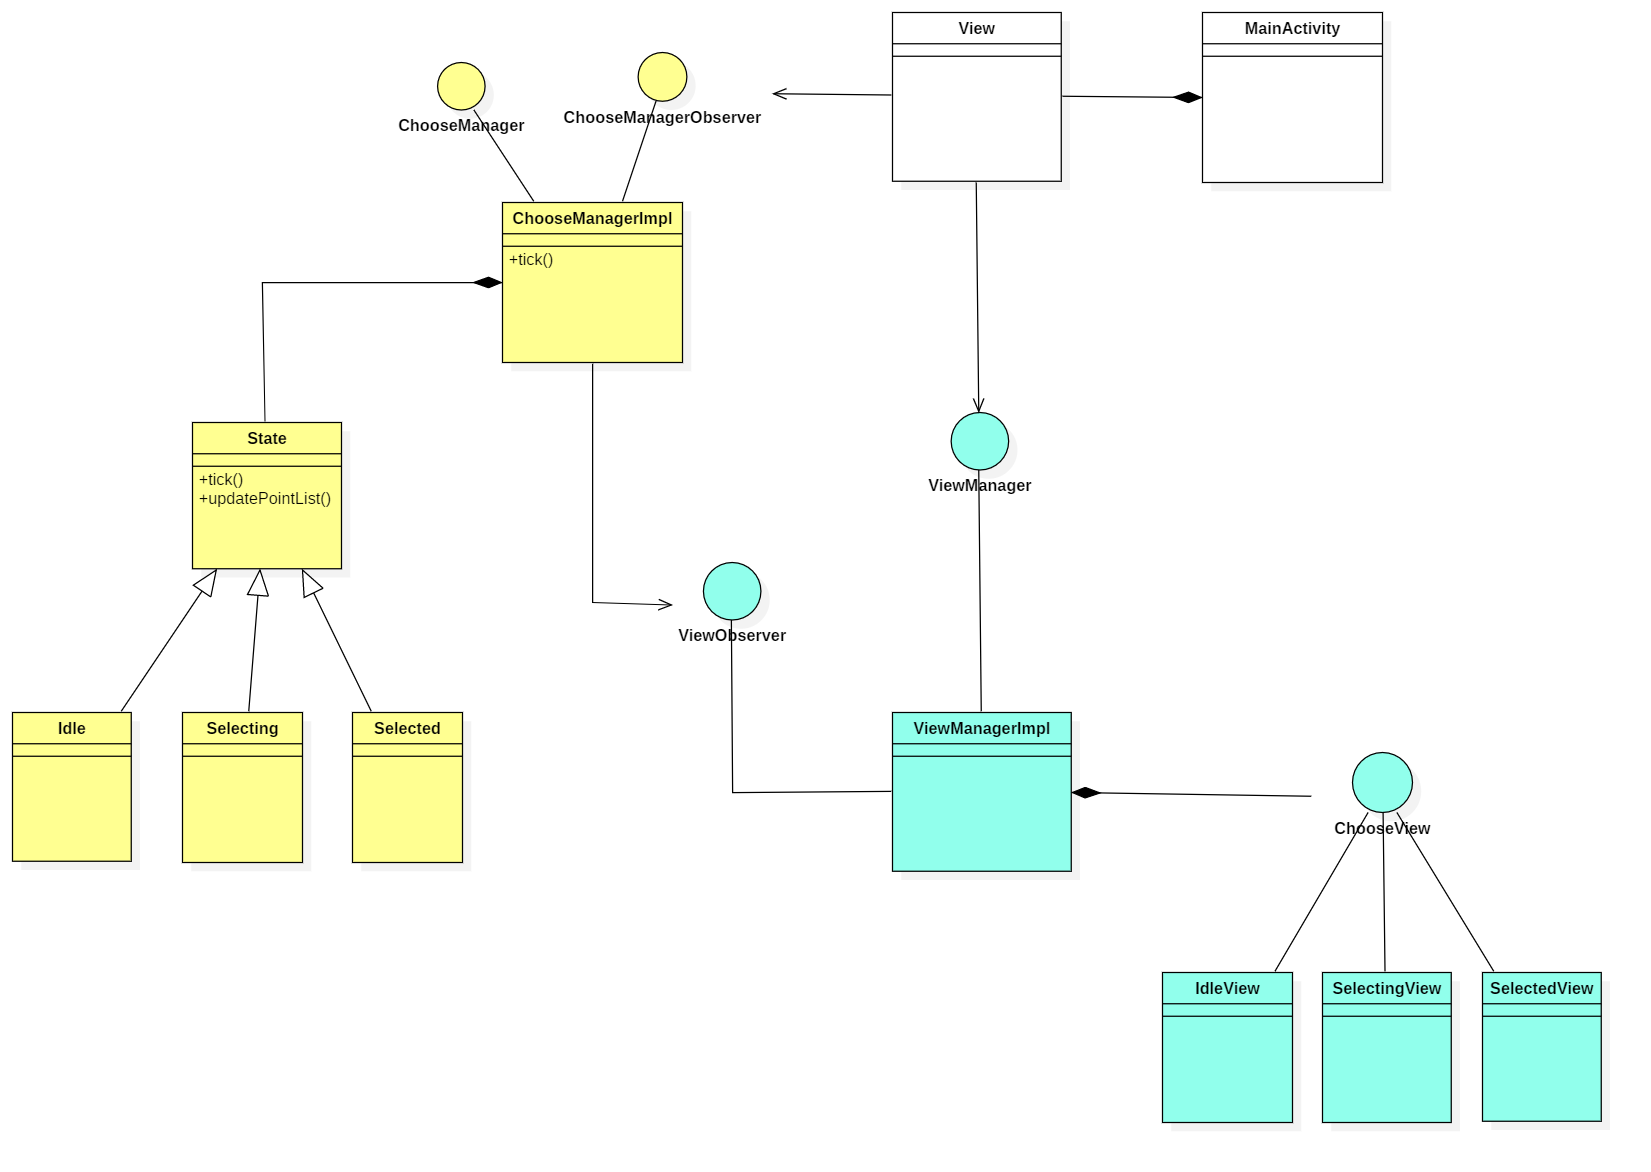 View
MainActivity
ChooseManager
ChooseManagerObserver
ChooseManagerImpl
+tick()
State
+tick()
+updatePointList()
ViewManager
ViewObserver
Idle
Selecting
Selected
ViewManagerImpl
ChooseView
IdleView
SelectingView
SelectedView